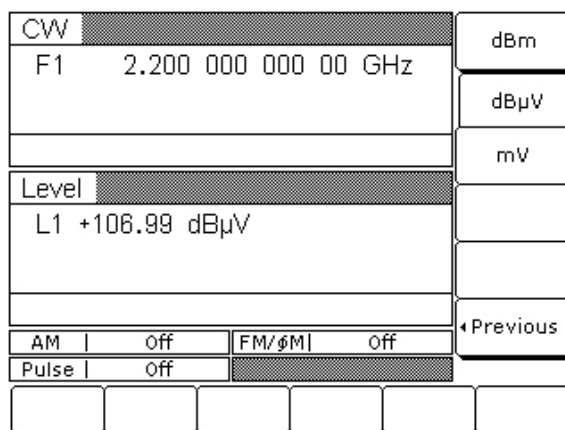 CW
F1 2.200 000 000 00 GHz
Level
L1 +106.99 dBµV
AM | Off
FM/ϕM| Off
Pulse | Off
dBm
dBµV
mV
◂Previous